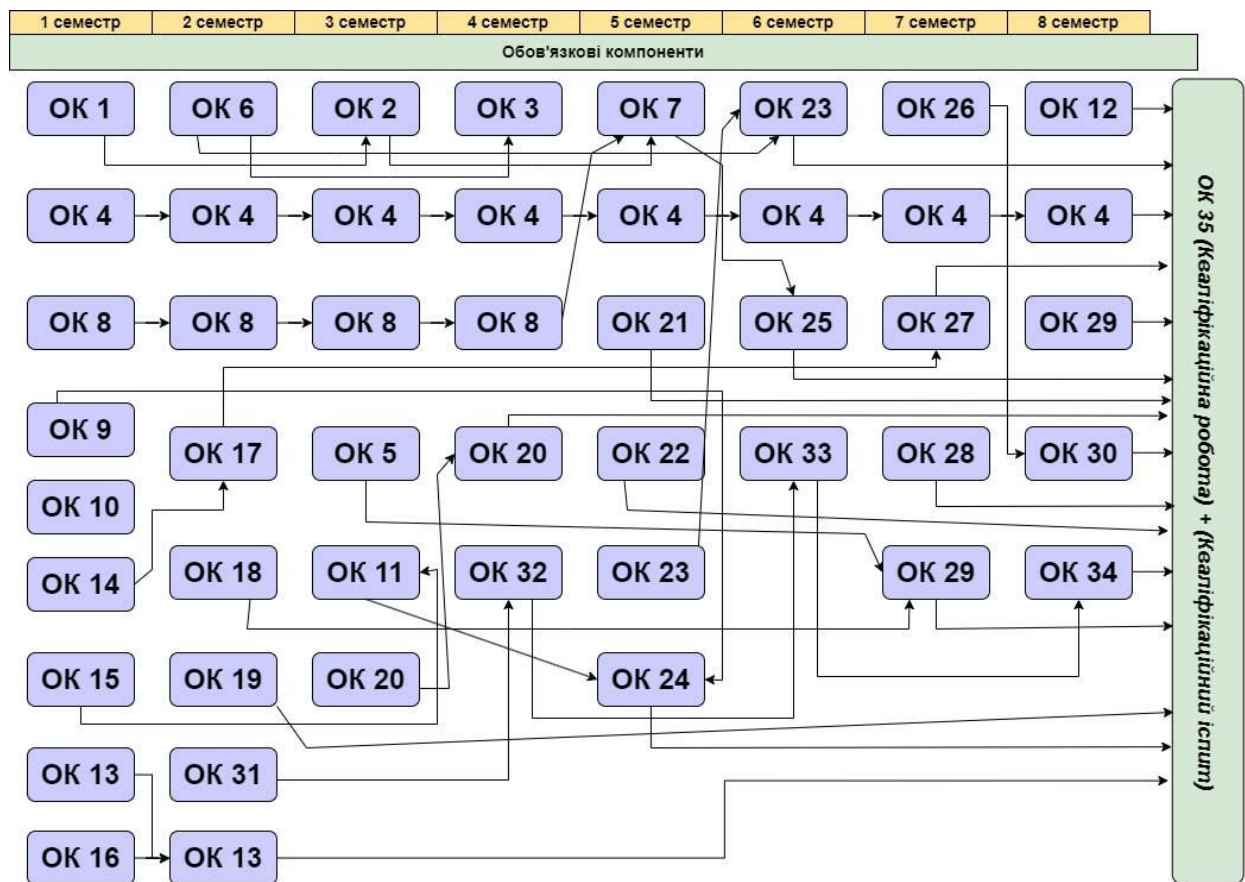 1 семестр 2 семестр 3 семестр 4 семестр 5 семестр 6 семестр 7 семестр 8 семестр
Обов'язкові компоненти
ОК 1 ОК 6 ОК 2 ОК 3 ОК 7 ОК 23 ОК 26 ОК 12
ОК 4 ОК 4 ОК 4 ОК 4 ОК 4 ОК 4 ОК 4 ОК 4
ОК 8 ОК 8 ОК 8 ОК 8 ОК 21 ОК 25 ОК 27 ОК 29
ОК 9
ОК 17 ОК 5 ОК 20 ОК 22 ОК 33 ОК 28 ОК 30
ОК 10
ОК 14 ОК 18 ОК 11 ОК 32 ОК 23 ОК 29 ОК 34
ОК 15 ОК 19 ОК 20 ОК 24
ОК 13 ОК 31
ОК 16 ОК 13
ОК 35 (Кваліфікаційна робота) + (Кваліфікаційний іспит)